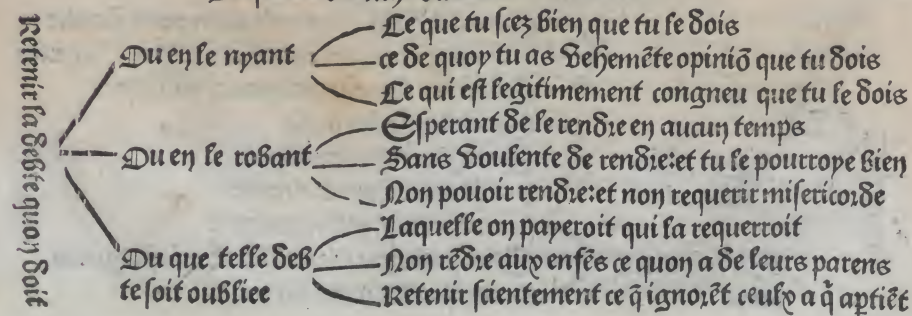 Retenir la debte quon doit
Ou en le nyant
Le que tu scez bien que tu le dois
ce de quoy tu as vehemēte opiniō que tu dois
Le qui est legitimement congneu que tu le dois
Ou en le robant
Esperant de le rendre en aucun temps
Sans voulente de rendre:et tu le pourroye bien
Non pouoir rendre:et non requerir misericorde
Ou que telle deb
te soit oubliee
Laquelle on payeroit qui la requerroit
Non rēdre aux enfēs ce quon a de leurs parens
Retenir scientement ce q̄ ignorēt ceulx a q̄ aptiēt